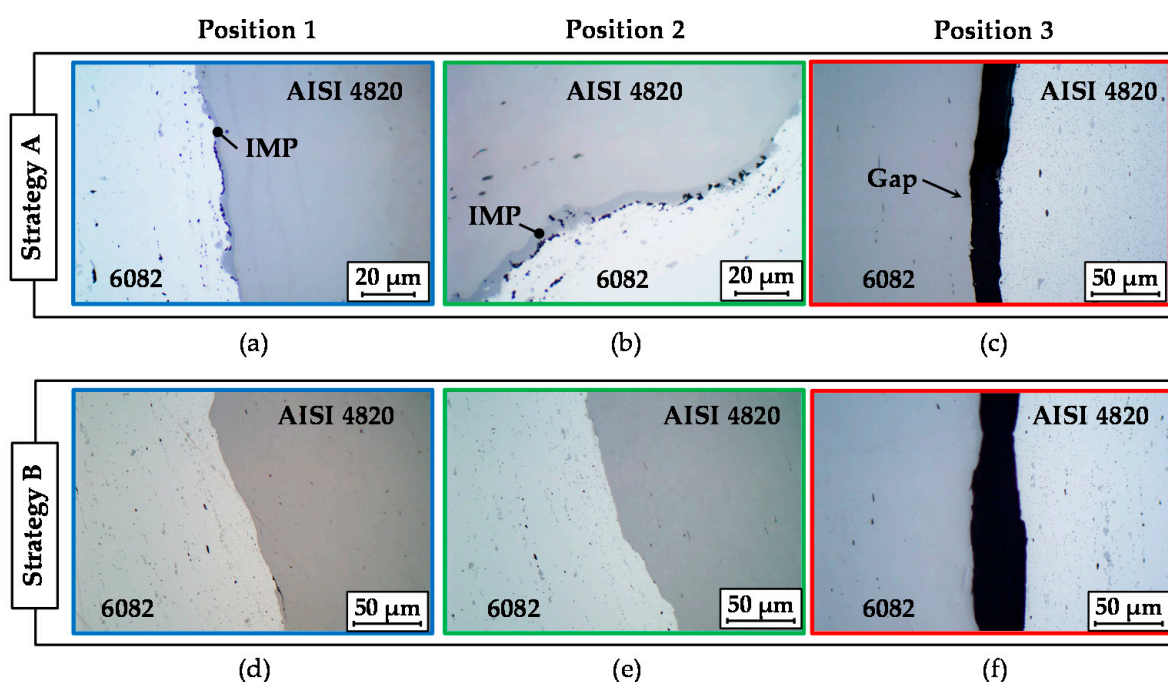 Position 1 Position 2 Position 3
Strategy A
AISI 4820
IMP
6082
20 µm
AISI 4820
IMP
6082
20 µm
AISI 4820
Gap
6082
50 µm
(a) (b) (c)
Strategy B
AISI 4820
6082
50 µm
AISI 4820
6082
50 µm
AISI 4820
6082
50 µm
(d) (e) (f)